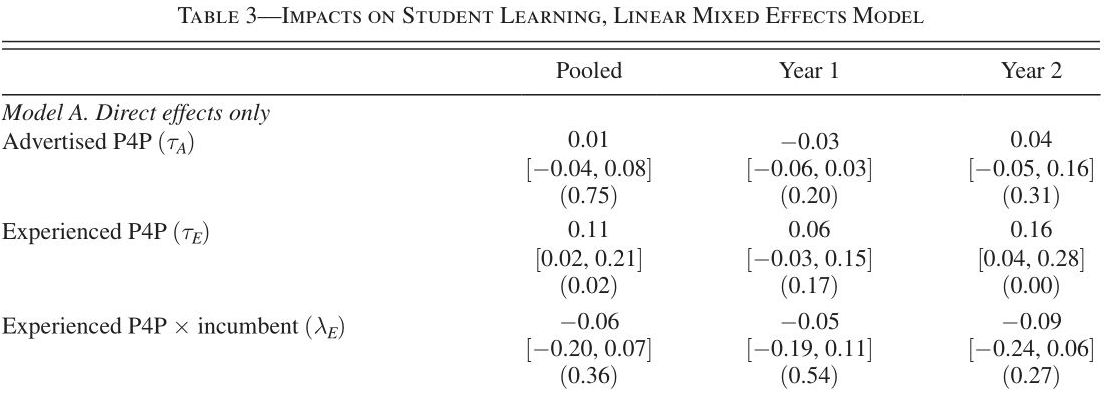 TABLE 3—IMPACTS ON STUDENT LEARNING, LINEAR MIXED EFFECTS MODEL
Pooled Year 1 Year 2
Model A. Direct effects only
Advertised P4P (τA) 0.01 −0.03 0.04
[−0.04, 0.08] [−0.06, 0.03] [−0.05, 0.16]
(0.75) (0.20) (0.31)
Experienced P4P (τE) 0.11 0.06 0.16
[0.02, 0.21] [−0.03, 0.15] [0.04, 0.28]
(0.02) (0.17) (0.00)
Experienced P4P × incumbent (λE) −0.06 −0.05 −0.09
[−0.20, 0.07] [−0.19, 0.11] [−0.24, 0.06]
(0.36) (0.54) (0.27)